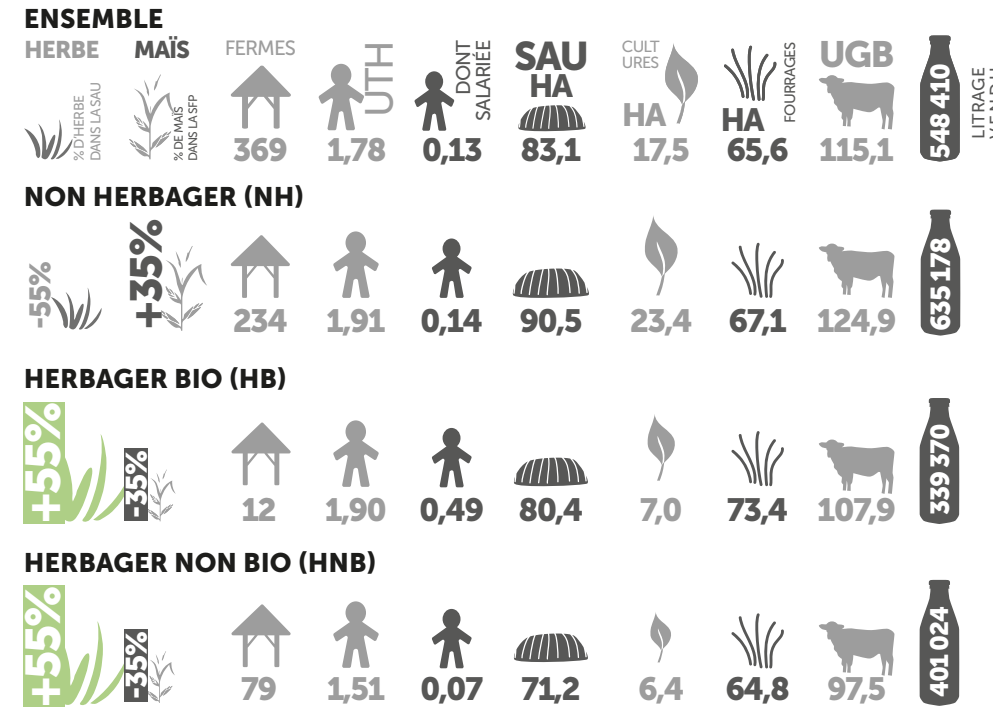 ENSEMBLE
HERBE
% D'HERBE
DANS LA SAU
MAÏS
% DE MAÏS
DANS LA SFP
FERMES
369
UTH
1,78
DONT
SALARIÉE
0,13
SAU
HA
83,1
CULT
URES
HA
17,5
FOURRAGES
HA
65,6
UGB
115,1
548 410
LITRAGE
NON HERBAGER (NH)
-55%
+35%
234
1,91
0,14
90,5
23,4
67,1
124,9
635 178
HERBAGER BIO (HB)
+55%
-35%
12
1,90
0,49
80,4
7,0
73,4
107,9
339 370
HERBAGER NON BIO (HNB)
+55%
-35%
79
1,51
0,07
71,2
6,4
64,8
97,5
401 024